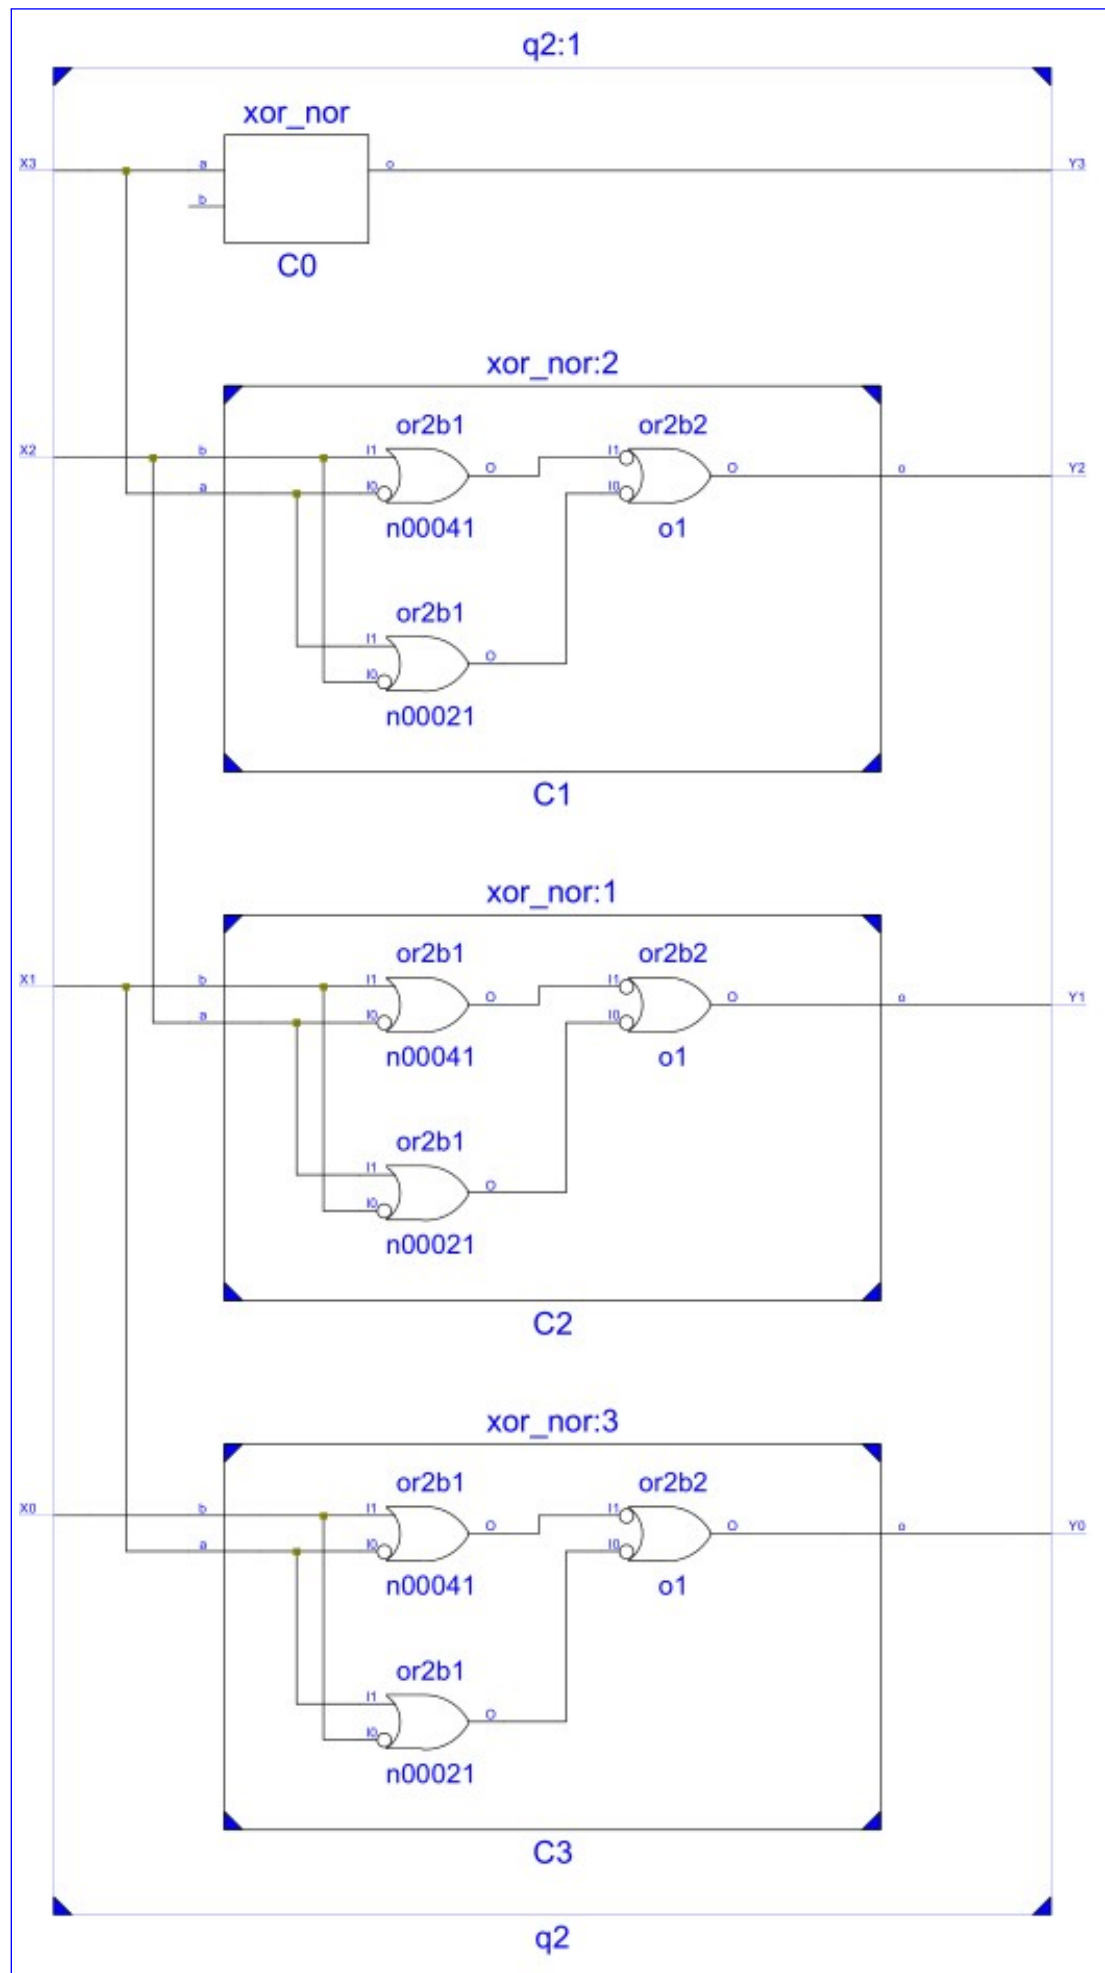 q2:1
xor_nor
X3 a o Y3
b
C0
xor_nor:2
or2b1 or2b2
X2 b I1 O I1 O o Y2
a I0 I0
n00041 o1
or2b1
I1 O
I0
n00021
C1
xor_nor:1
or2b1 or2b2
X1 b I1 O I1 O o Y1
a I0 I0
n00041 o1
or2b1
I1 O
I0
n00021
C2
xor_nor:3
or2b1 or2b2
X0 b I1 O I1 O o Y0
a I0 I0
n00041 o1
or2b1
I1 O
I0
n00021
C3
q2